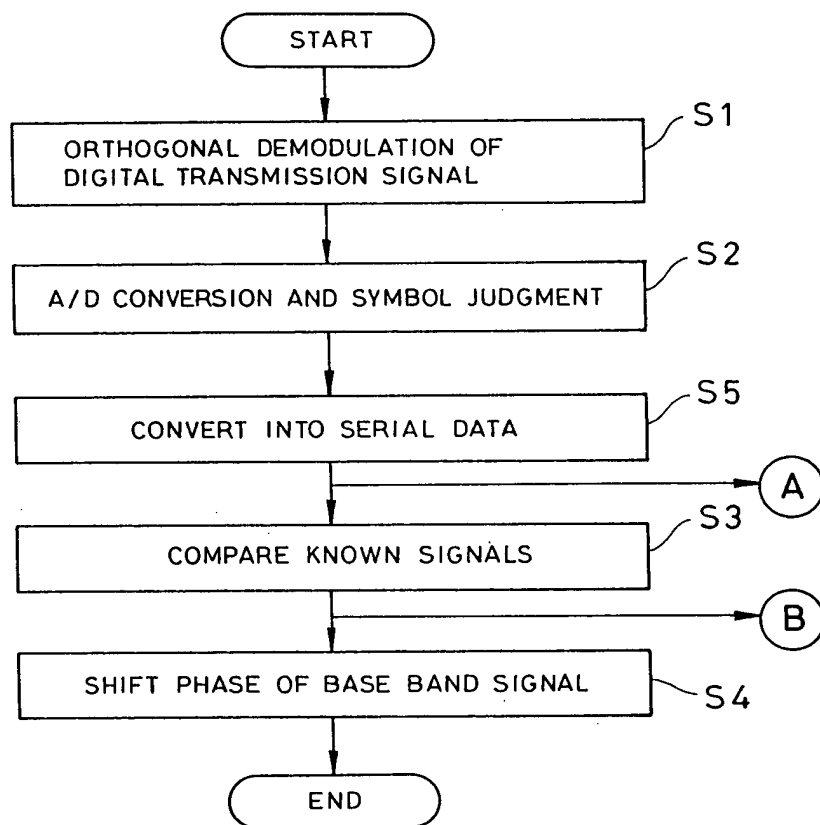 START
S1
ORTHOGONAL DEMODULATION OF
DIGITAL TRANSMISSION SIGNAL
S2
A/D CONVERSION AND SYMBOL JUDGMENT
S5
CONVERT INTO SERIAL DATA
A
S3
COMPARE KNOWN SIGNALS
B
SHIFT PHASE OF BASE BAND SIGNAL
S4
END